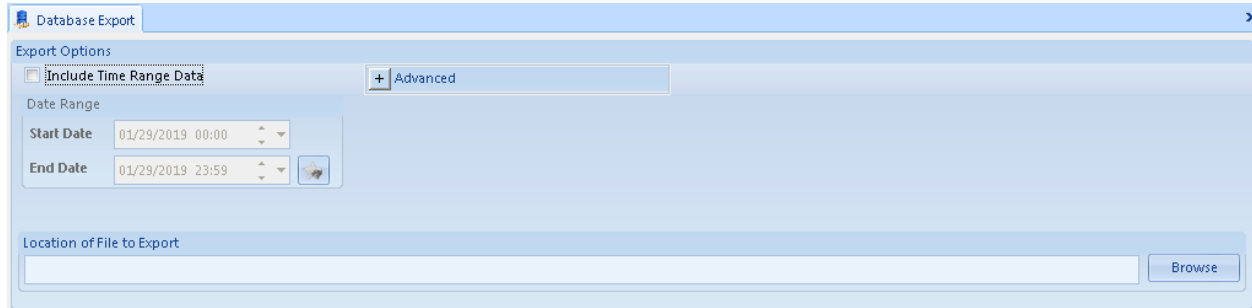 Database Export
Export Options
Include Time Range Data
+ Advanced
Date Range
Start Date 01/29/2019 00:00
End Date 01/29/2019 23:59
Location of File to Export
Browse